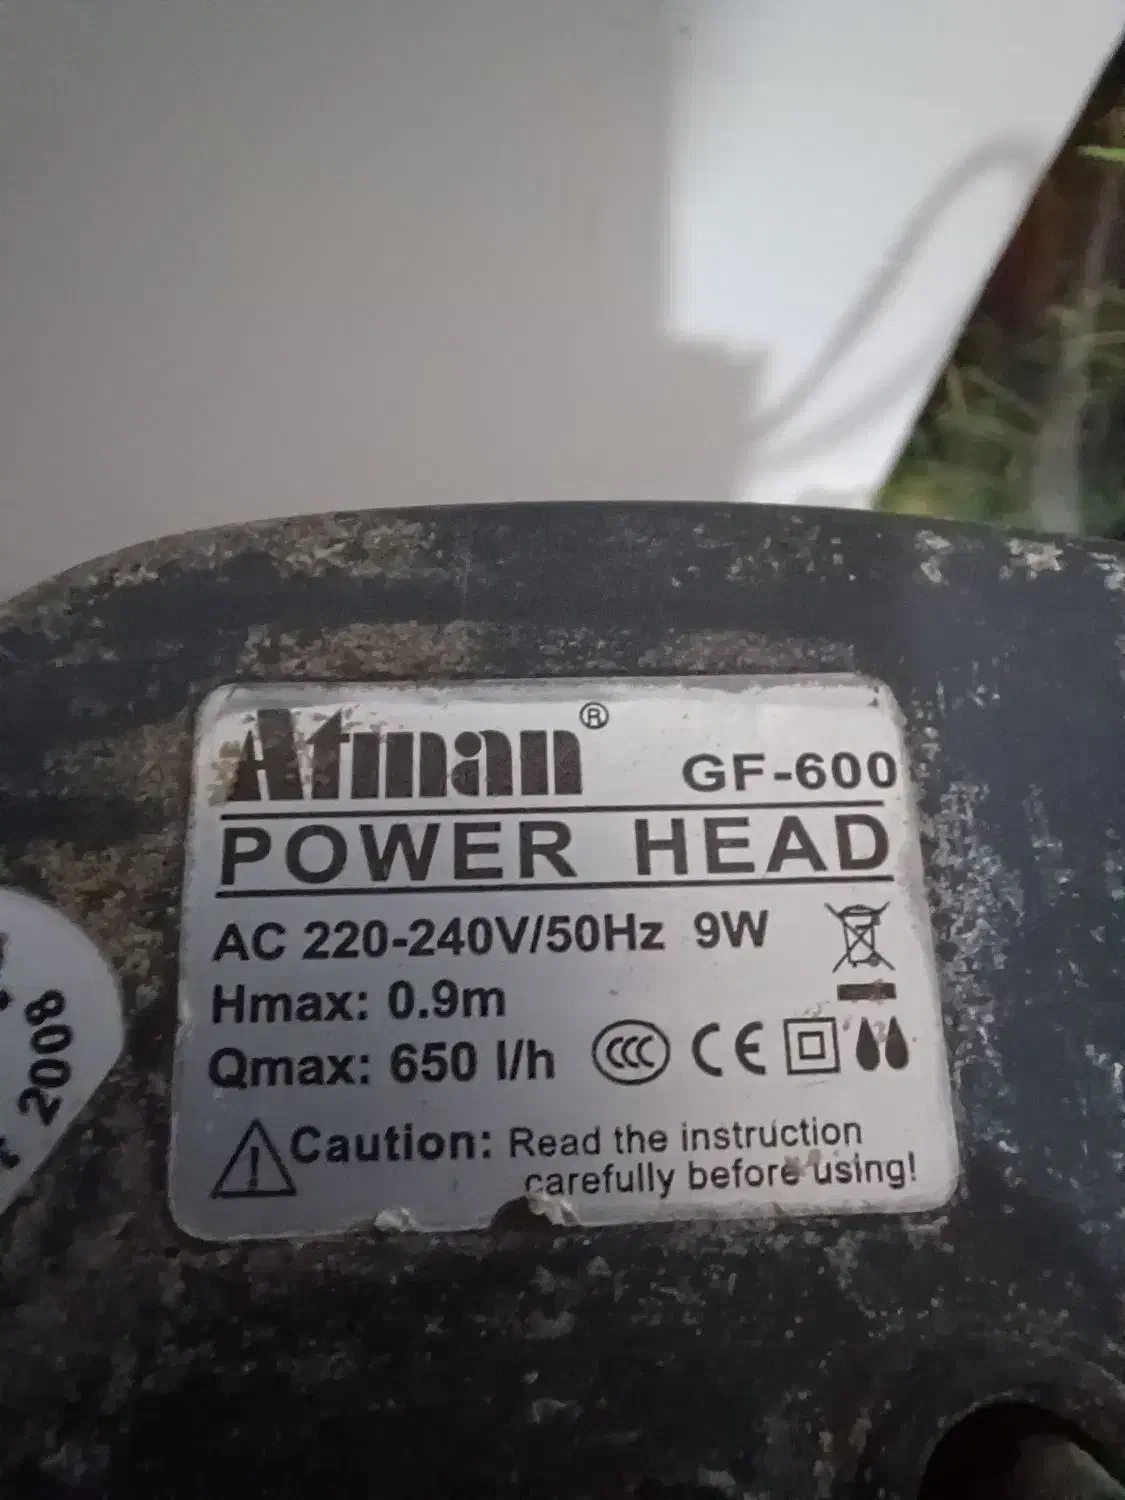 Atman® GF-600
POWER HEAD
AC 220-240V/50Hz 9W
Hmax: 0.9m
Qmax: 650 l/h CCC CE
Caution: Read the instruction
carefully before using!
2008